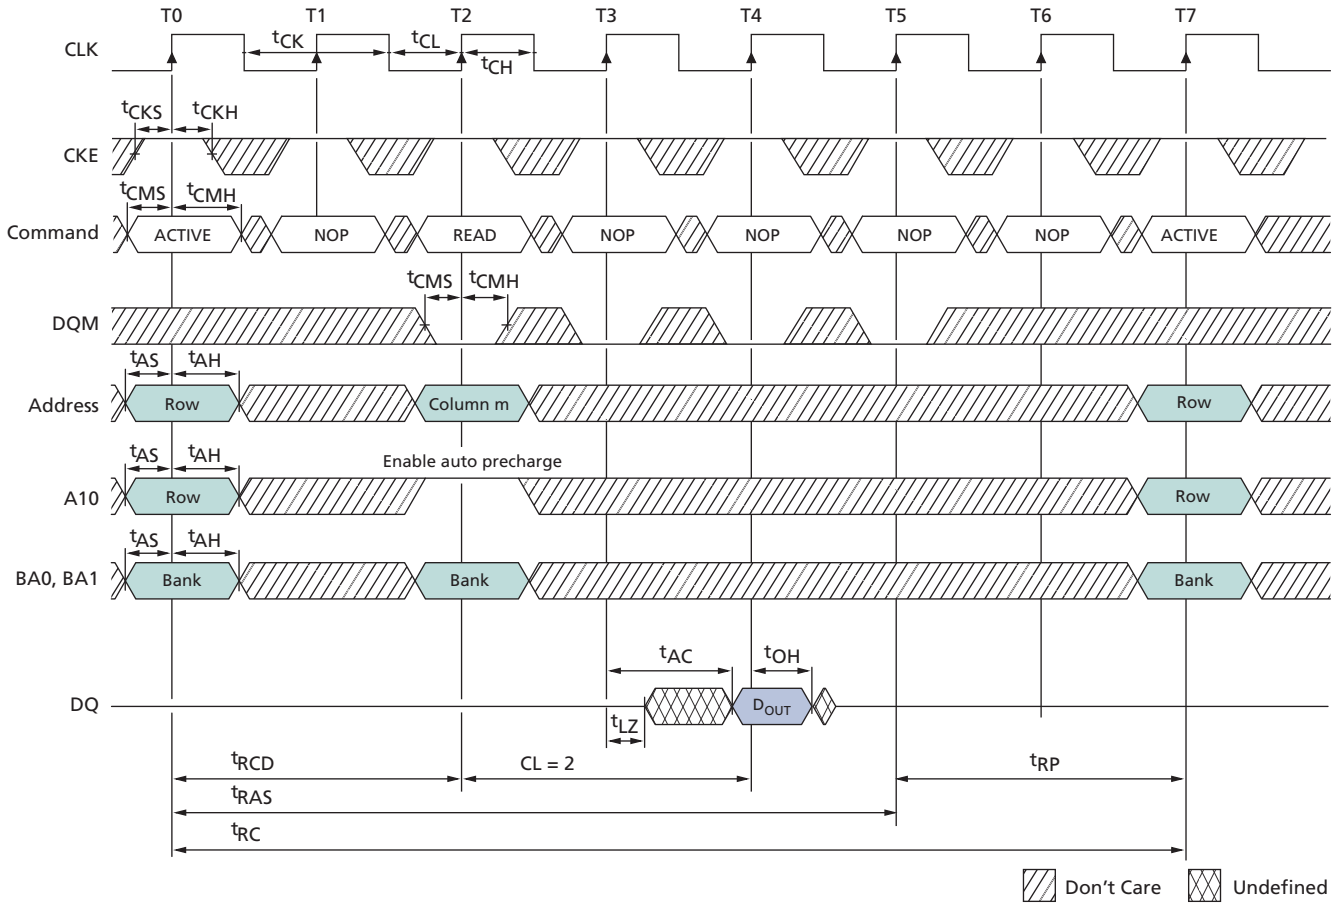 T0 T1 T2 T3 T4 T5 T6 T7
CLK
tCK tCL
tCH
tCKS tCKH
CKE
tCMS tCMH
Command ACTIVE NOP READ NOP NOP NOP NOP ACTIVE
tCMS tCMH
DQM
tAS tAH
Address Row Column m Row
tAS tAH
Enable auto precharge
A10 Row Row
tAS tAH
BA0, BA1 Bank Bank Bank
tAC tOH
DQ DOUT
tLZ
tRCD CL = 2 tRP
tRAS
tRC
Don't Care Undefined